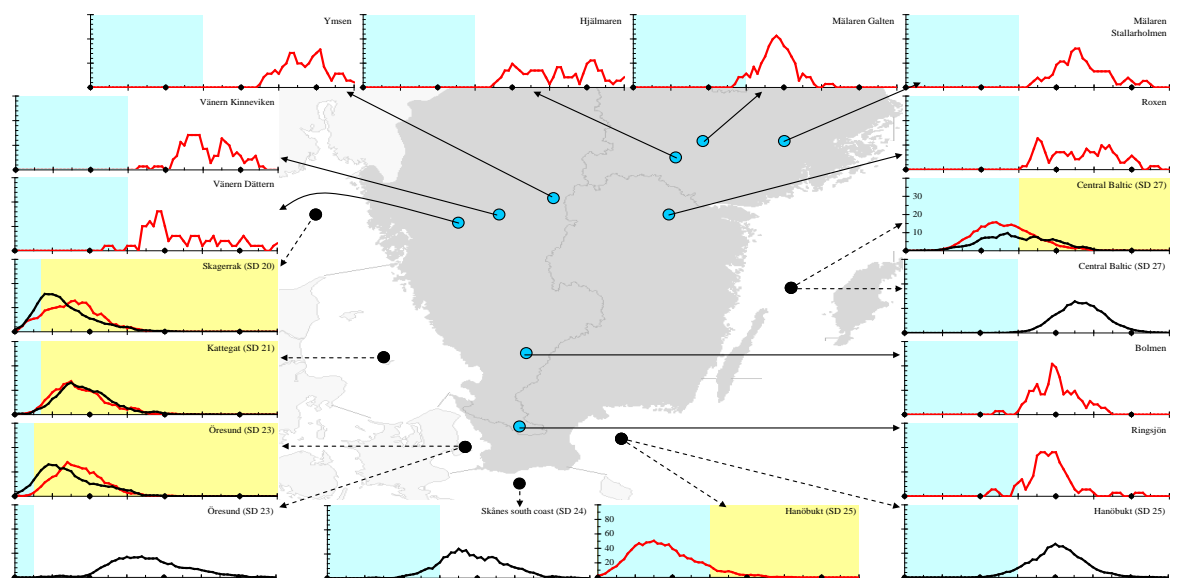 Ymsen
Hjälmaren
Mälaren Galten
Mälaren
Stallarholmen
Vänern Kinneviken
Roxen
Vänern Dättern
Central Baltic (SD 27)
30
20
10
Skagerrak (SD 20)
Central Baltic (SD 27)
Kattegat (SD 21)
Bolmen
Öresund (SD 23)
Ringsjön
Öresund (SD 23)
Skånes south coast (SD 24)
Hanöbukt (SD 25)
80
60
40
20
Hanöbukt (SD 25)